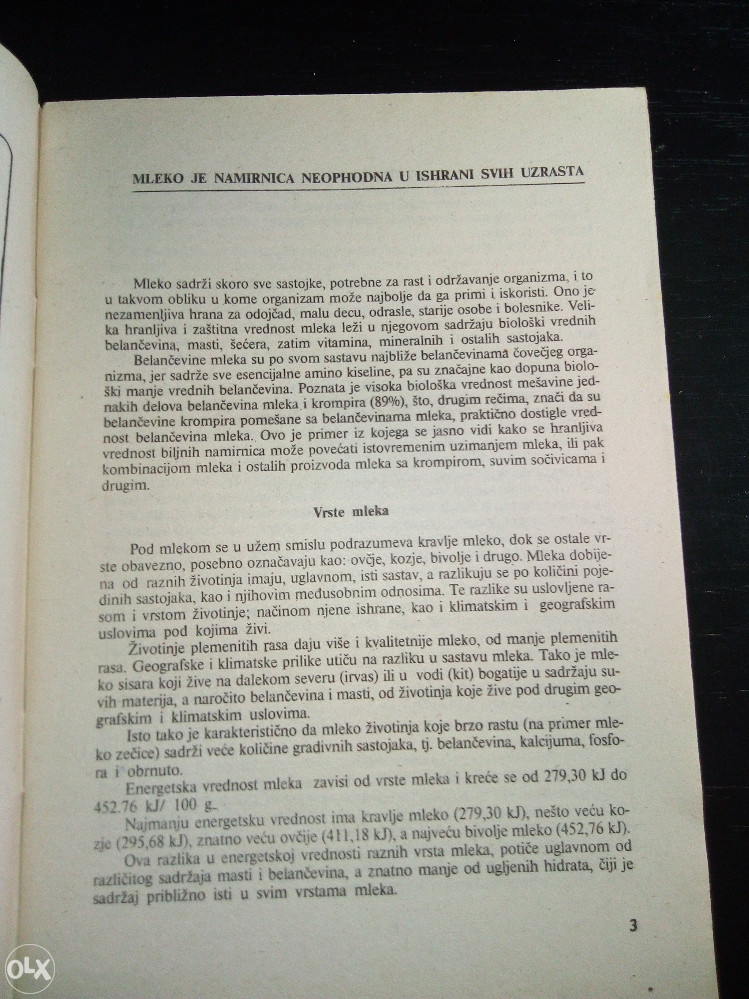 MLEKO JE NAMIRNICA NEOPHODNA U ISHRANI SVIH UZRASTA
Mleko sadrži skoro sve sastojke, potrebne za rast i održavanje organizma, i to
u takvom obliku u kome organizam može najbolje da ga primi i iskoristi. Ono je
nezamenljiva hrana za odojčad, malu decu, odrasle, starije osobe i bolesnike. Veli-
ka hranljiva i zaštitna vrednost mleka leži u njegovom sadržaju biološki vrednih
belančevina, masti, šećera, zatim vitamina, mineralnih i ostalih sastojaka.
Belančevine mleka su po svom sastavu najbliže belančevinama čovečjeg orga-
nizma, jer sadrže sve esencijalne amino kiseline, pa su značajne kao dopuna biolo-
ški manje vrednih belančevina. Poznata je visoka biološka vrednost mešavine jed-
nakih delova belančevina mleka i krompira (89%), što, drugim rečima, znači da su
belančevine krompira pomešane sa belančevinama mleka, praktično dostigle vred-
nost belančevina mleka. Ovo je primer iz kojega se jasno vidi kako se hranljiva
vrednost biljnih namirnica može povećati istovremenim uzimanjem mleka, ili pak
kombinacijom mleka i ostalih proizvoda mleka sa krompirom, suvim sočivicama i
drugim.
Vrste mleka
Pod mlekom se u užem smislu podrazumeva kravlje mleko, dok se ostale vr-
ste obavezno, posebno označavaju kao: ovčje, kozje, bivolje i drugo. Mleka dobije-
na od raznih životinja imaju, uglavnom, isti sastav, a razlikuju se po količini poje-
dinih sastojaka, kao i njihovim međusobnim odnosima. Te razlike su uslovljene ra-
som i vrstom životinje; načinom njene ishrane, kao i klimatskim i geografskim
uslovima pod kojima živi.
Životinje plemenitih rasa daju više i kvalitetnije mleko, od manje plemenitih
rasa. Geografske i klimatske prilike utiču na razliku u sastavu mleka. Tako je mle-
ko sisara koji žive na dalekom severu (irvas) ili u vodi (kit) bogatije u sadržaju su-
vih materija, a naročito belančevina i masti, od životinja koje žive pod drugim geo-
grafskim i klimatskim uslovima.
Isto tako je karakteristično da mleko životinja koje brzo rastu (na primer mle-
ko zečice) sadrži veće količine gradivnih sastojaka, tj. belančevina, kalcijuma, fosfo-
ra i obrnuto.
Energetska vrednost mleka zavisi od vrste mleka i kreće se od 279,30 kJ do
452.76 kJ/ 100 g.
Najmanju energetsku vrednost ima kravlje mleko (279,30 kJ), nešto veću ko-
zje (295,68 kJ), znatno veću ovčije (411,18 kJ), a najveću bivolje mleko (452,76 kJ).
Ova razlika u energetskoj vrednosti raznih vrsta mleka, potiče uglavnom od
različitog sadržaja masti i belančevina, a znatno manje od ugljenih hidrata, čiji je
sadržaj približno isti u svim vrstama mleka.
3
OLX